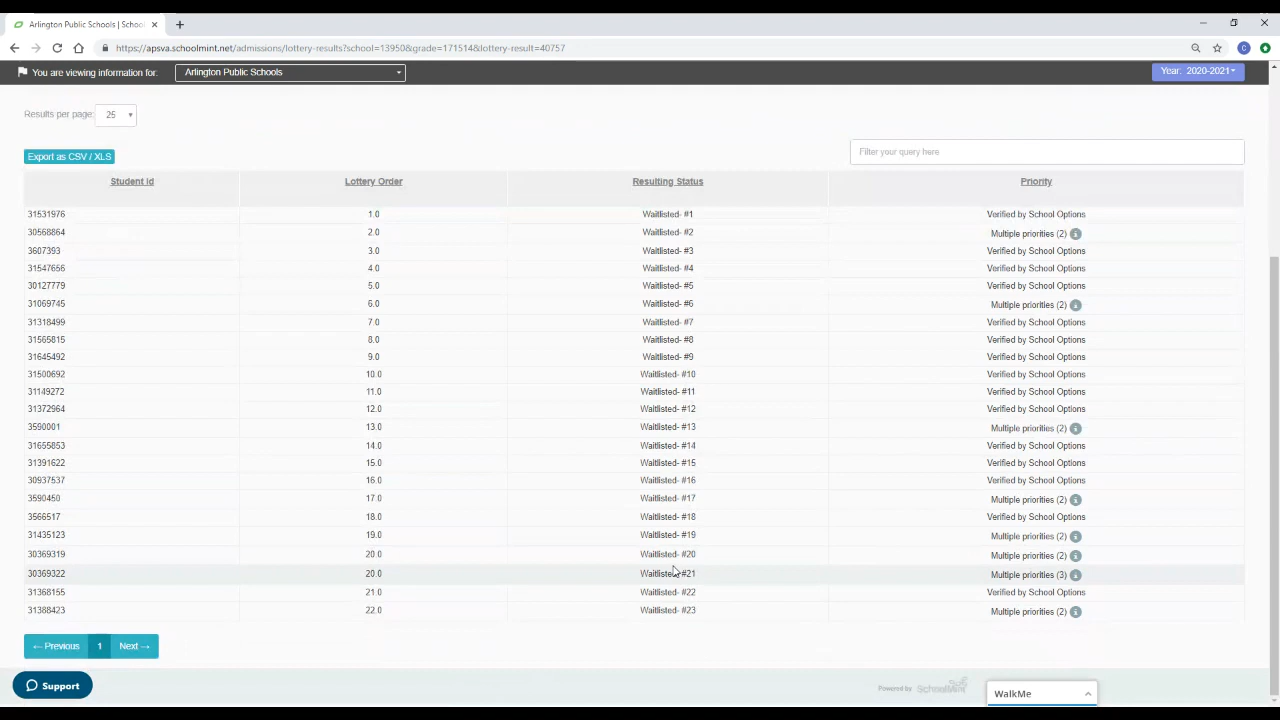 Arlington Public Schools | School
https://apsva.schoolmint.net/admissions/lottery-results?school=13950&grade=171514&lottery-result=40757
You are viewing information for: Arlington Public Schools Year: 2020-2021
Results per page: 25
Export as CSV / XLS Filter your query here
Student Id Lottery Order Resulting Status Priority
31531976 1.0 Waitlisted- #1 Verified by School Options
30568864 2.0 Waitlisted- #2 Multiple priorities (2)
3607393 3.0 Waitlisted- #3 Verified by School Options
31547656 4.0 Waitlisted- #4 Verified by School Options
30127779 5.0 Waitlisted- #5 Verified by School Options
31069745 6.0 Waitlisted- #6 Multiple priorities (2)
31318499 7.0 Waitlisted- #7 Verified by School Options
31565815 8.0 Waitlisted- #8 Verified by School Options
31645492 9.0 Waitlisted- #9 Verified by School Options
31500692 10.0 Waitlisted- #10 Verified by School Options
31149272 11.0 Waitlisted- #11 Verified by School Options
31372964 12.0 Waitlisted- #12 Verified by School Options
3590001 13.0 Waitlisted- #13 Multiple priorities (2)
31655853 14.0 Waitlisted- #14 Verified by School Options
31391622 15.0 Waitlisted- #15 Verified by School Options
30937537 16.0 Waitlisted- #16 Verified by School Options
3590450 17.0 Waitlisted- #17 Multiple priorities (2)
3566517 18.0 Waitlisted- #18 Verified by School Options
31435123 19.0 Waitlisted- #19 Multiple priorities (2)
30369319 20.0 Waitlisted- #20 Multiple priorities (2)
30369322 20.0 Waitlisted- #21 Multiple priorities (3)
31368155 21.0 Waitlisted- #22 Verified by School Options
31388423 22.0 Waitlisted- #23 Multiple priorities (2)
← Previous 1 Next →
Support
Powered by SchoolMint
WalkMe